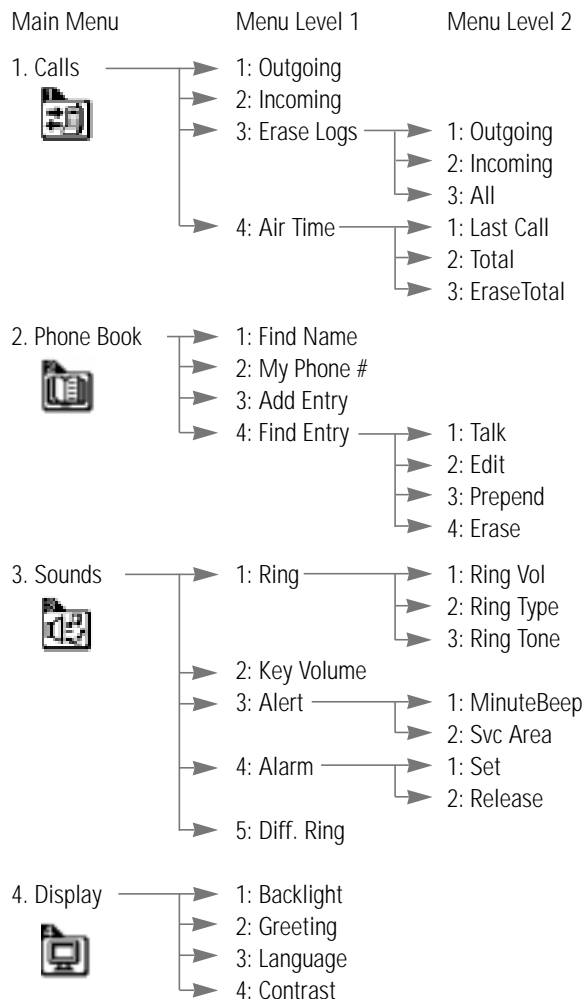 Main Menu Menu Level 1 Menu Level 2
1. Calls 1: Outgoing
2: Incoming
3: Erase Logs 1: Outgoing
2: Incoming
3: All
4: Air Time 1: Last Call
2: Total
3: EraseTotal
2. Phone Book 1: Find Name
2: My Phone #
3: Add Entry
4: Find Entry 1: Talk
2: Edit
3: Prepend
4: Erase
3. Sounds 1: Ring 1: Ring Vol
2: Ring Type
3: Ring Tone
2: Key Volume
3: Alert 1: MinuteBeep
2: Svc Area
4: Alarm 1: Set
2: Release
5: Diff. Ring
4. Display 1: Backlight
2: Greeting
3: Language
4: Contrast